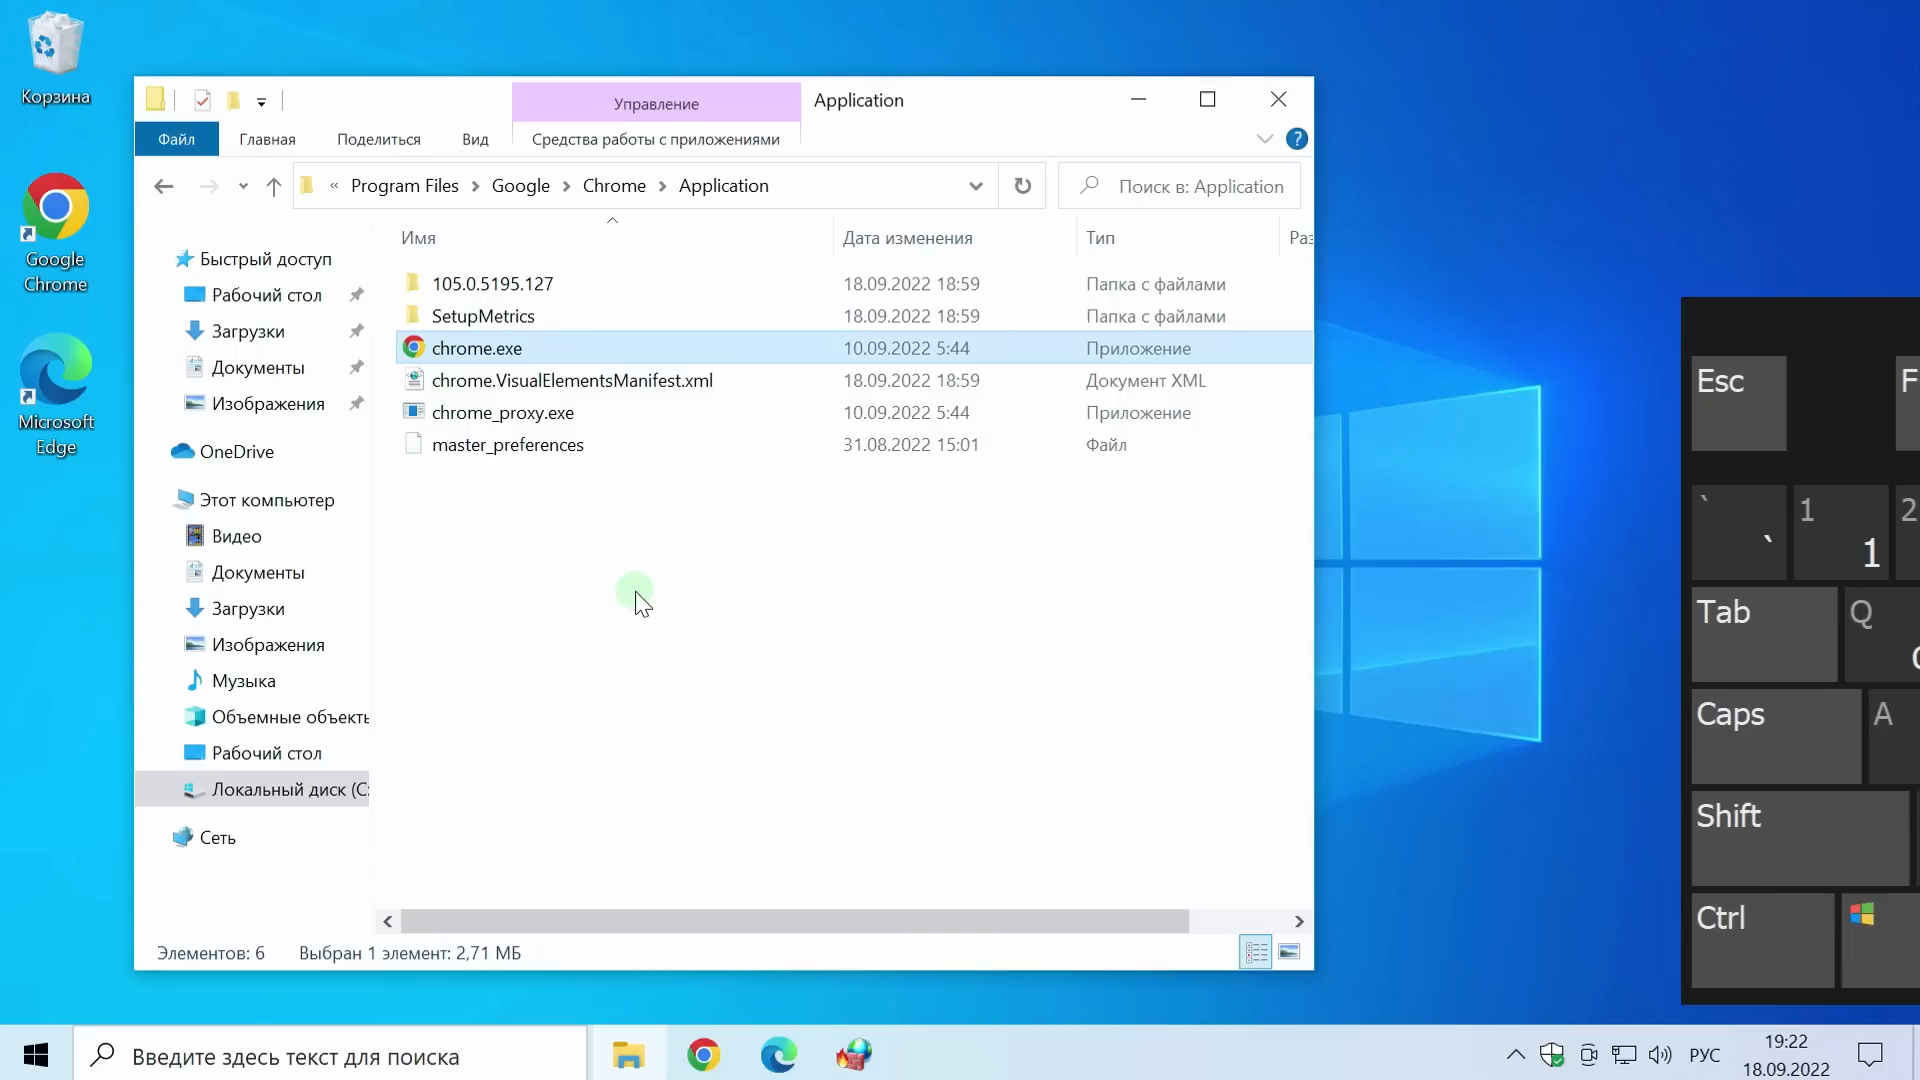 Корзина
Google
Chrome
Microsoft
Edge
Управление
Application
Файл
Главная
Поделиться
Вид
Средства работы с приложениями
?
« Program Files > Google > Chrome > Application
Поиск в: Application
Имя
Дата изменения
Тип
Раз
105.0.5195.127
18.09.2022 18:59
Папка с файлами
SetupMetrics
18.09.2022 18:59
Папка с файлами
chrome.exe
10.09.2022 5:44
Приложение
chrome.VisualElementsManifest.xml
18.09.2022 18:59
Документ XML
chrome_proxy.exe
10.09.2022 5:44
Приложение
master_preferences
31.08.2022 15:01
Файл
Быстрый доступ
Рабочий стол
Загрузки
Документы
Изображения
OneDrive
Этот компьютер
Видео
Документы
Загрузки
Изображения
Музыка
Объемные объекты
Рабочий стол
Локальный диск (C:
Сеть
Элементов: 6
Выбран 1 элемент: 2,71 МБ
Esc
F
` `
1 1
2
Tab
Q
Caps
A
Shift
Ctrl
Введите здесь текст для поиска
РУС
19:22
18.09.2022